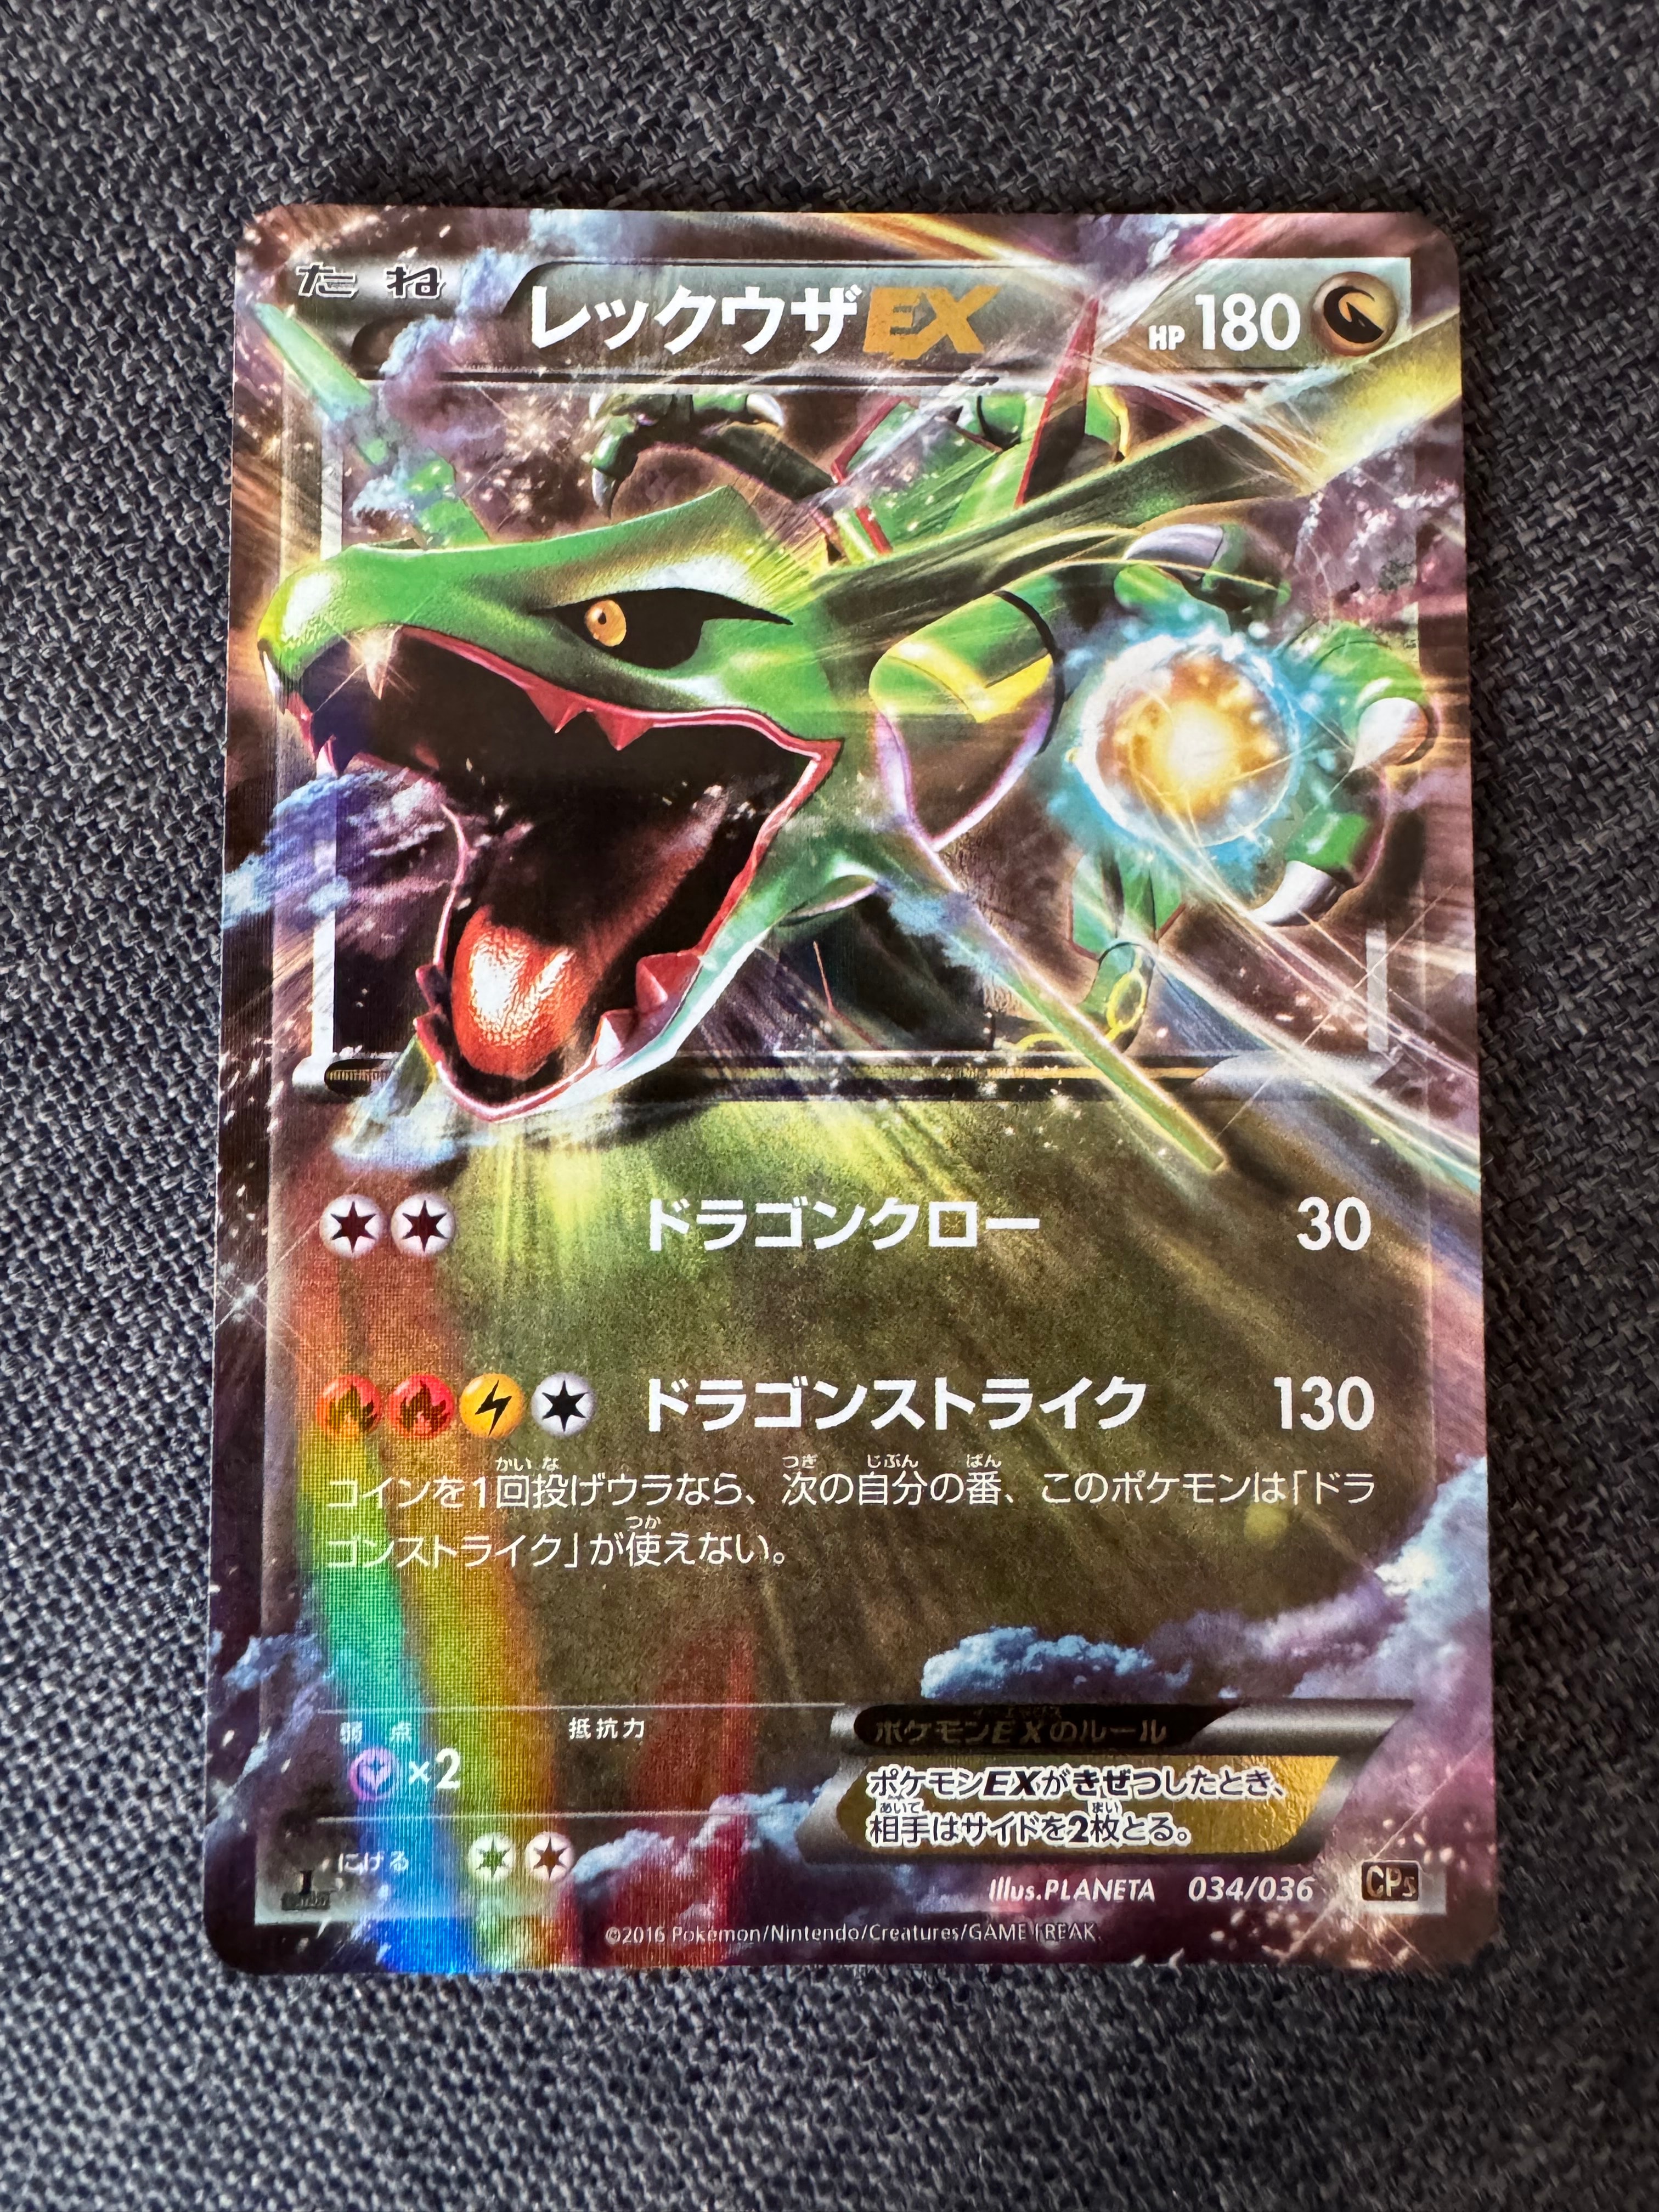 たね
レックウザEX
HP 180
ドラゴンクロー 30
ドラゴンストライク 130
コインを1回投げウラなら、次の自分の番、このポケモンは「ドラ
ゴンストライク」が使えない。
弱点 抵抗力
×2
にげる
ポケモンEXのルール
ポケモンEXがきぜつしたとき、
相手はサイドを2枚とる。
Illus.PLANETA 034/036 CP5
©2016 Pokémon/Nintendo/Creatures/GAME FREAK